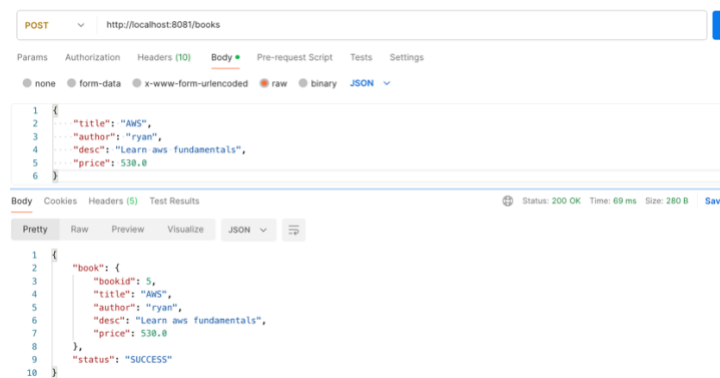 POST http://localhost:8081/books
Params Authorization Headers (10) Body Pre-request Script Tests Settings
none form-data x-www-form-urlencoded raw binary JSON
1 {
2 "title": "AWS",
3 "author": "ryan",
4 "desc": "Learn aws fundamentals",
5 "price": 530.0
6 }
Body Cookies Headers (5) Test Results Status: 200 OK Time: 69 ms Size: 280 B Sav
Pretty Raw Preview Visualize JSON
1 {
2 "book": {
3 "bookid": 5,
4 "title": "AWS",
5 "author": "ryan",
6 "desc": "Learn aws fundamentals",
7 "price": 530.0
8 },
9 "status": "SUCCESS"
10 }